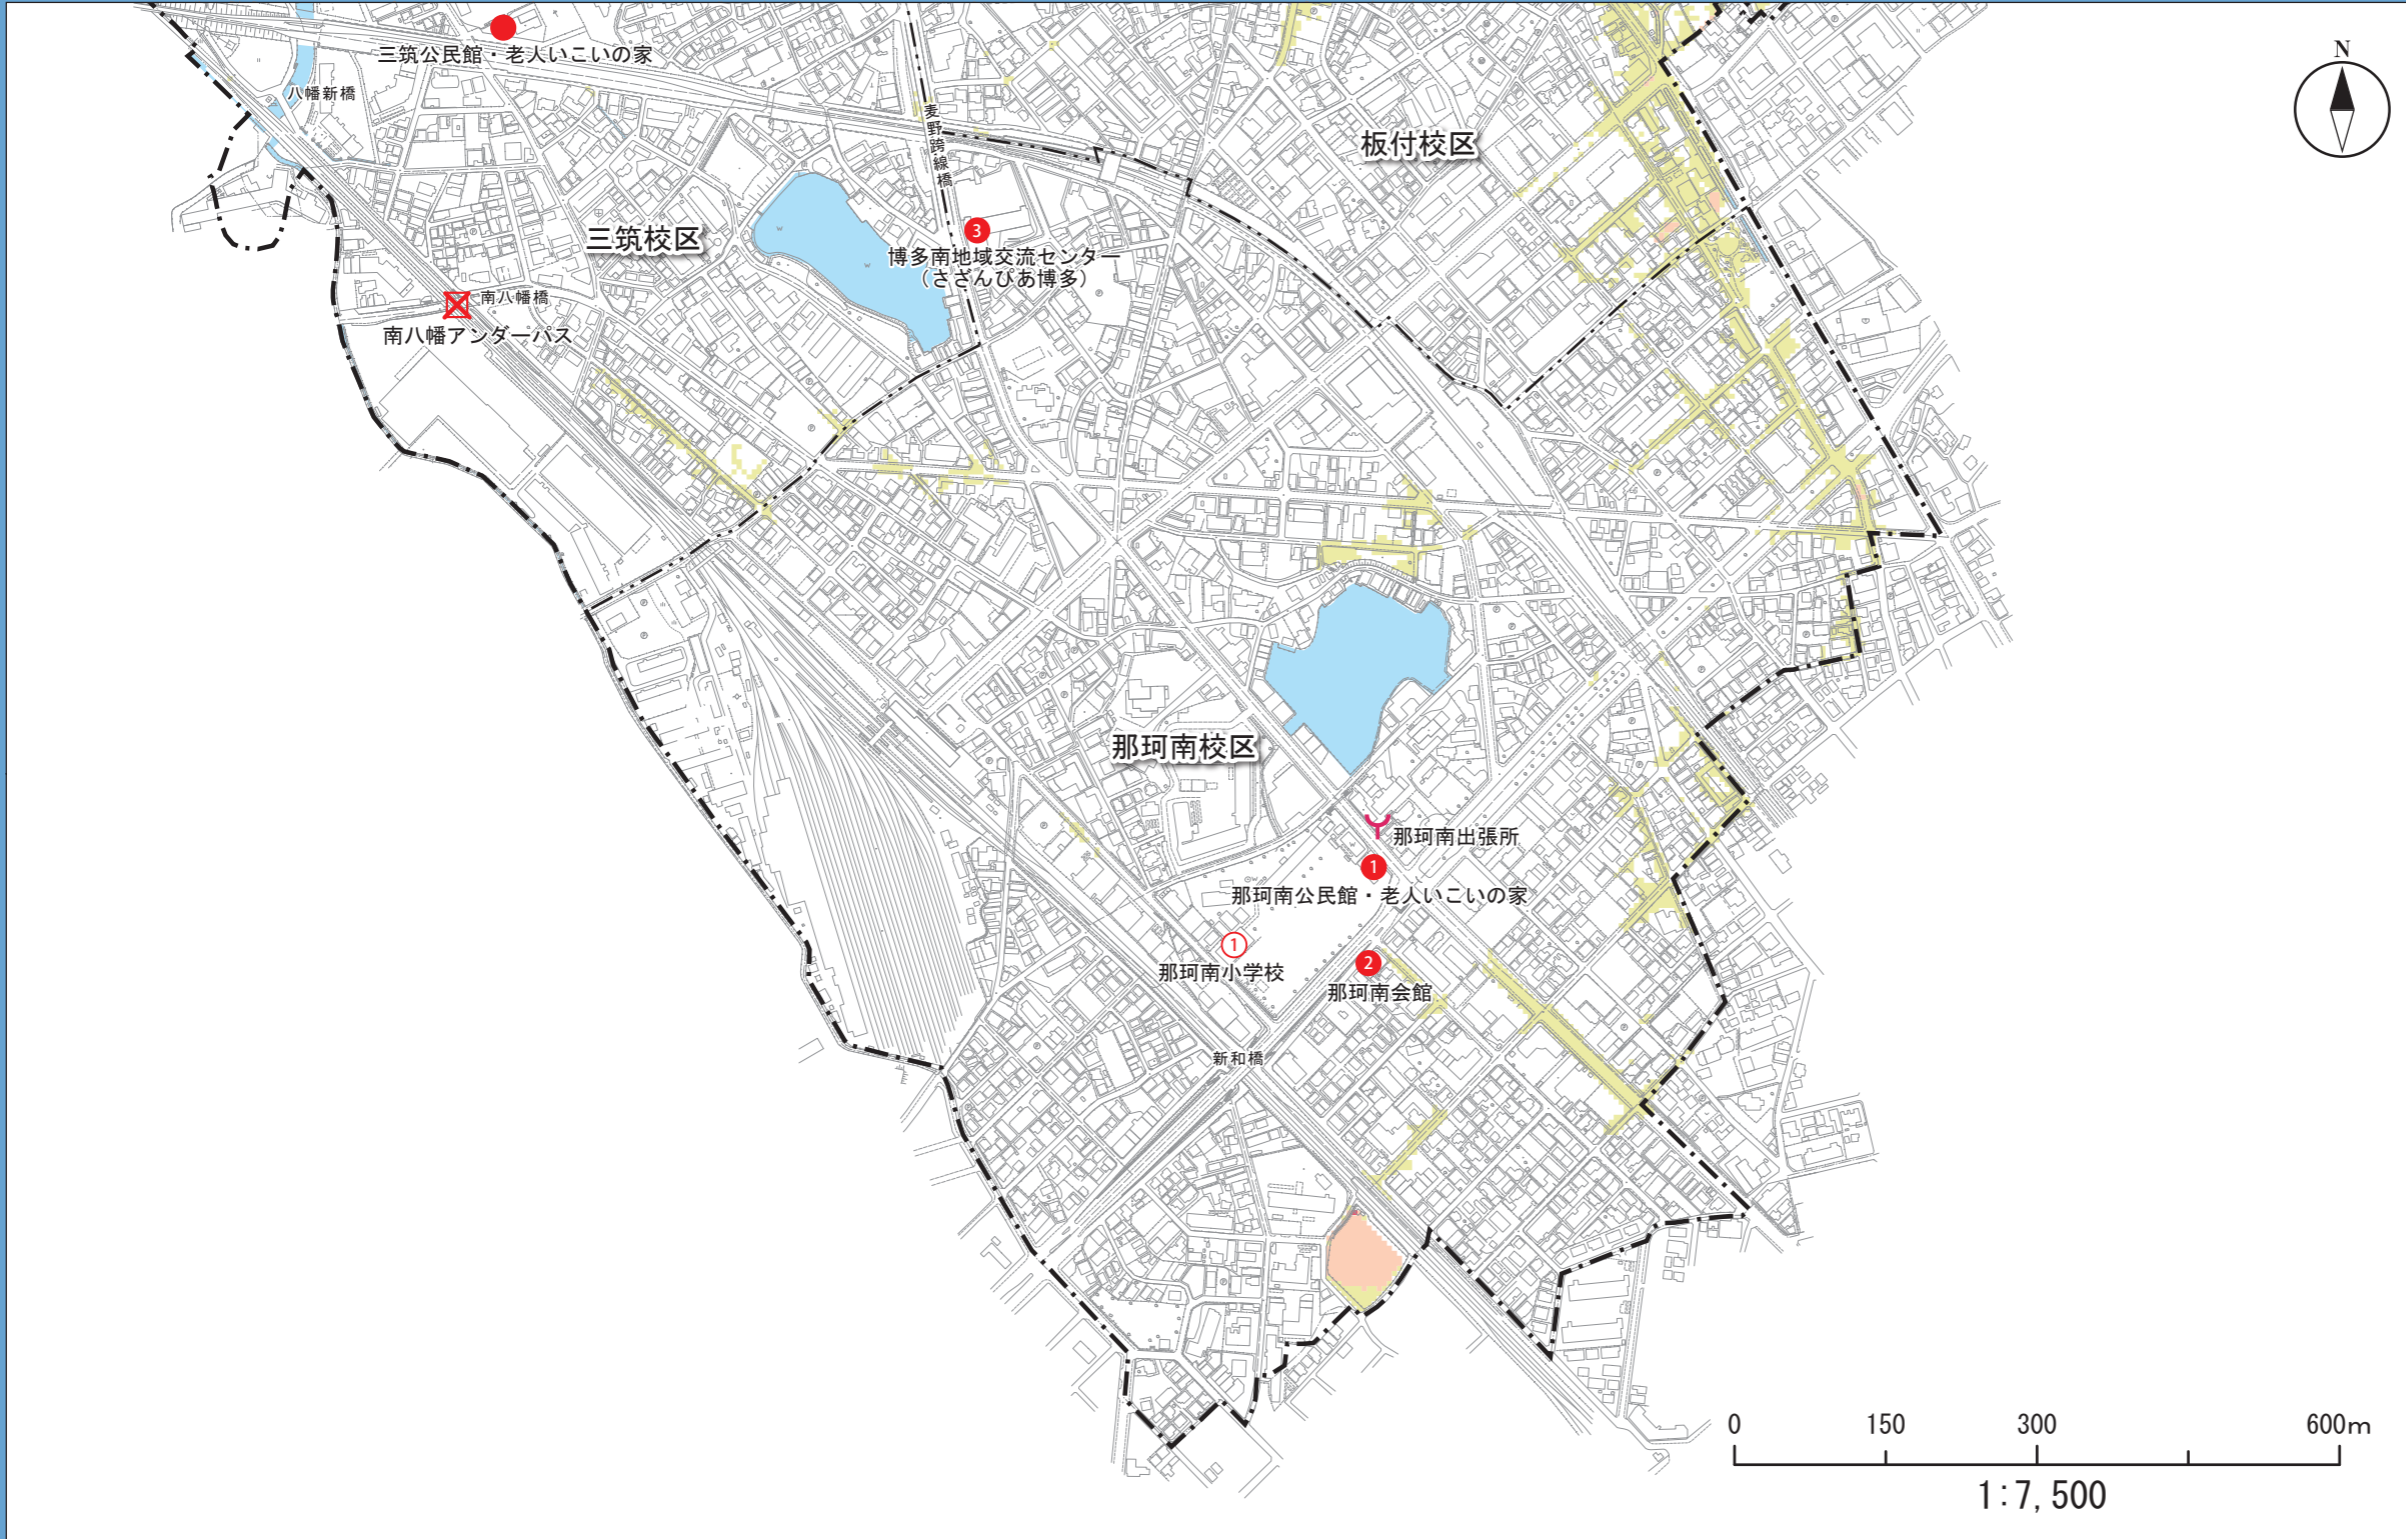 三筑公民館・老人いこいの家
N
八幡新橋
麦野跨線橋
板付校区
三筑校区
3
博多南地域交流センター
（さざんぴあ博多）
南八幡橋
南八幡アンダーパス
那珂南校区
那珂南出張所
1
那珂南公民館・老人いこいの家
1
那珂南小学校
2
那珂南会館
新和橋
0 150 300 600m
1:7,500